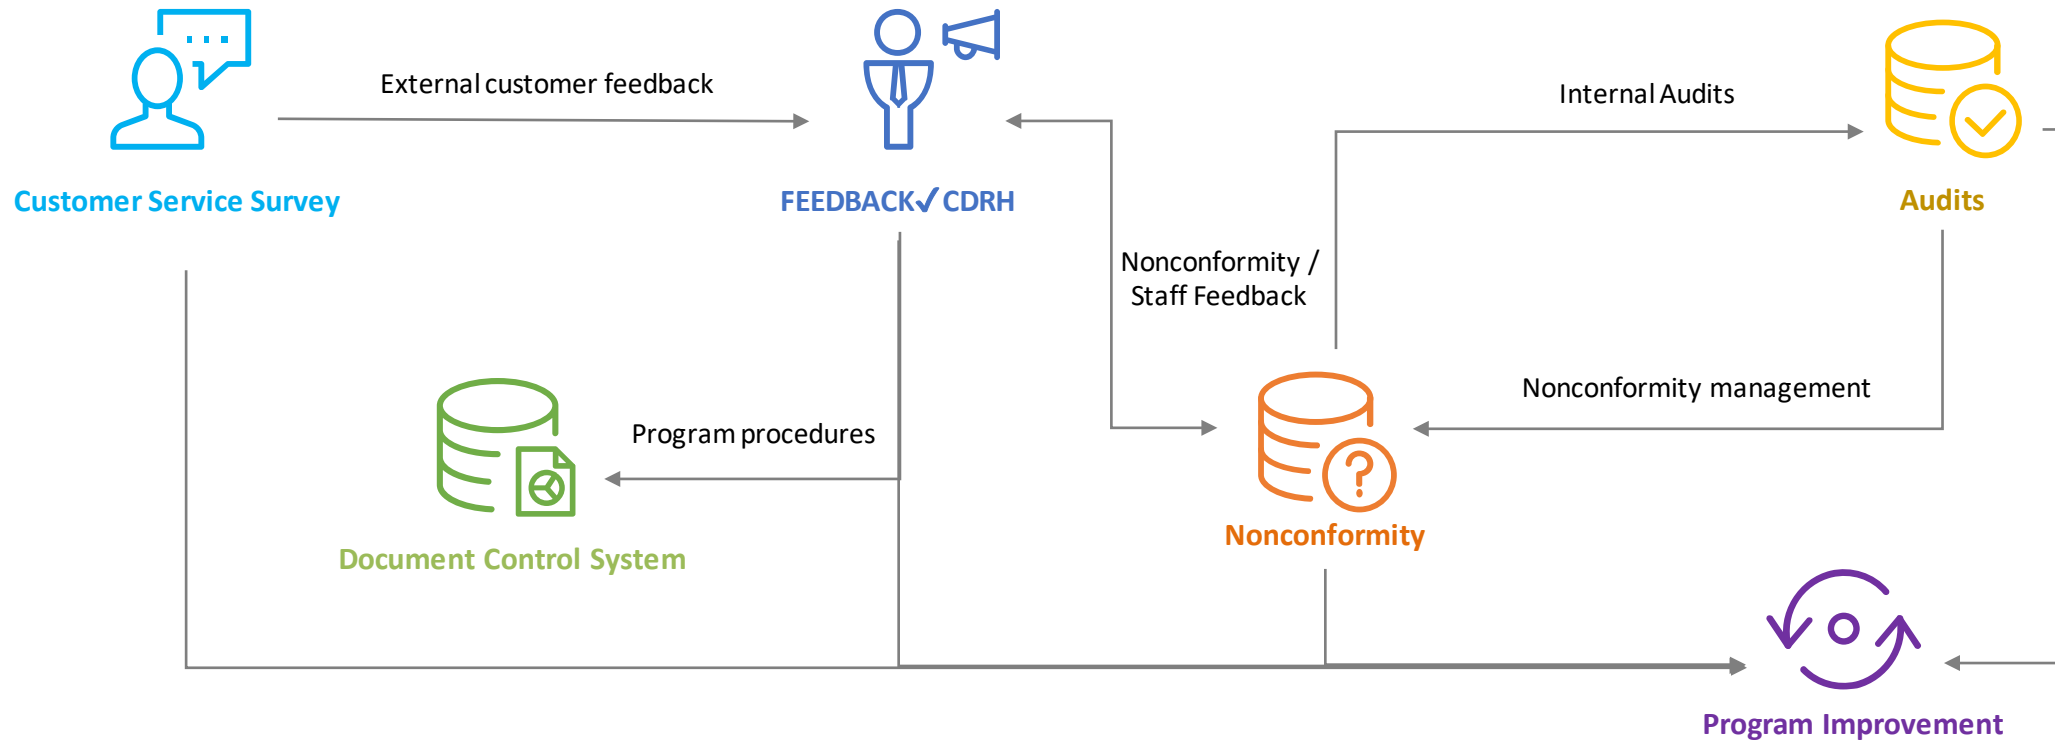 External customer feedback
Internal Audits
Customer Service Survey
FEEDBACK✓CDRH
Audits
Nonconformity /
Staff Feedback
Nonconformity management
Program procedures
Nonconformity
Document Control System
Program Improvement